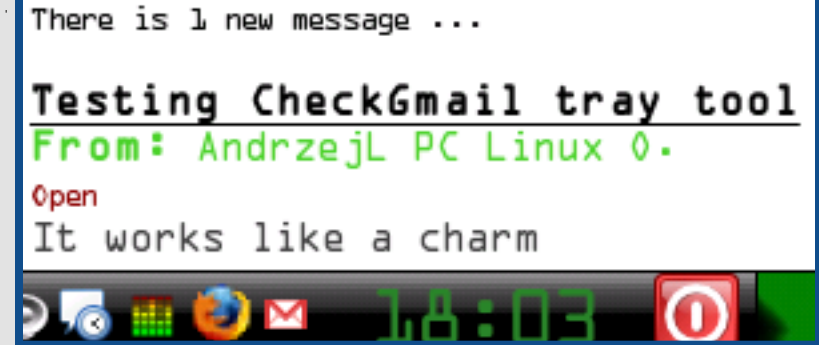 There is 1 new message ...
Testing CheckGmail tray tool
From: AndrzejL PC Linux O.
Open
It works like a charm
18:03